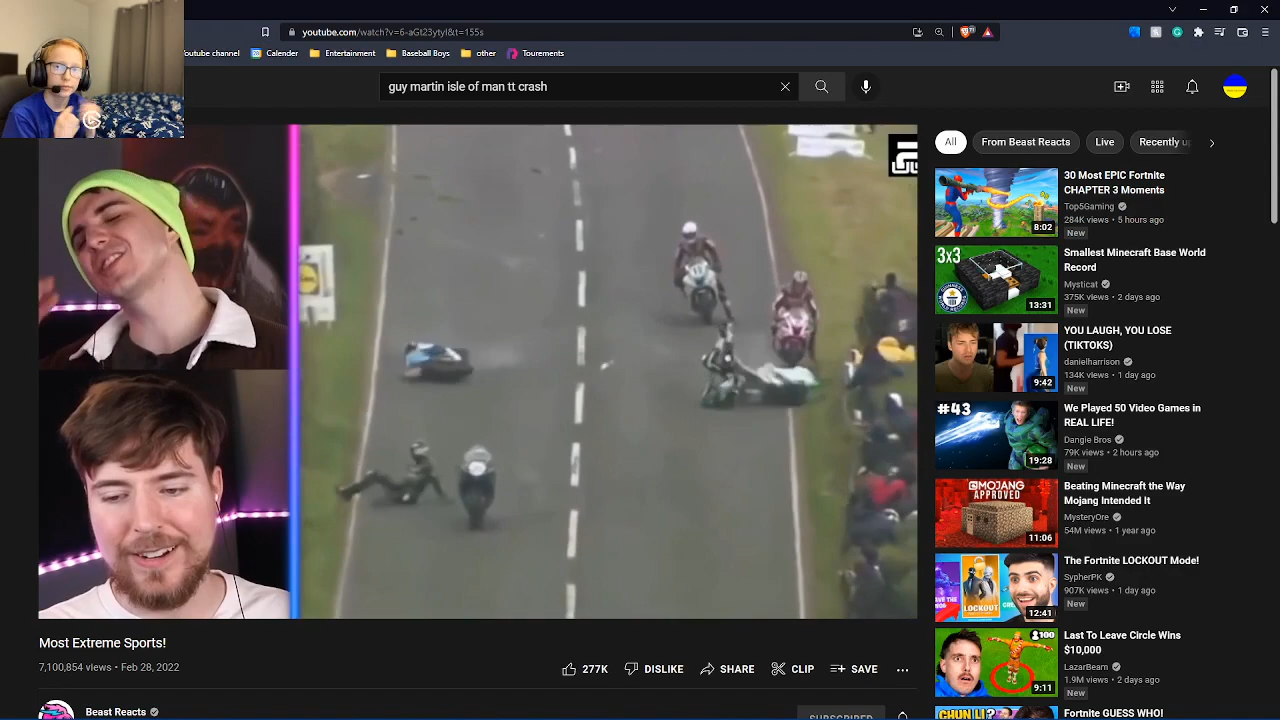 youtube.com/watch?v=6-aGt23ytyI&t=155s
outube channel
Calender
Entertainment
Baseball Boys
other
Tourements
guy martin isle of man tt crash
All
From Beast Reacts
Live
Recently up
30 Most EPIC Fortnite
CHAPTER 3 Moments
Top5Gaming
284K views • 5 hours ago
New
8:02
3x3
Smallest Minecraft Base World
Record
Mysticat
375K views • 2 days ago
New
13:31
YOU LAUGH, YOU LOSE
(TIKTOKS)
danielharrison
134K views • 1 day ago
New
9:42
#43
We Played 50 Video Games in
REAL LIFE!
Dangle Bros
79K views • 2 hours ago
New
19:28
MOJANG
APPROVED
Beating Minecraft the Way
Mojang Intended It
MysteryOre
54M views • 1 year ago
11:06
LOCKOUT
The Fortnite LOCKOUT Mode!
SypherPK
907K views • 1 day ago
New
12:41
100
Last To Leave Circle Wins
$10,000
LazarBeam
1.9M views • 2 days ago
New
9:11
CHUN LI?
Fortnite GUESS WHO!
Most Extreme Sports!
7,100,854 views • Feb 28, 2022
277K
DISLIKE
SHARE
CLIP
SAVE
Beast Reacts
SUBSCRIBED